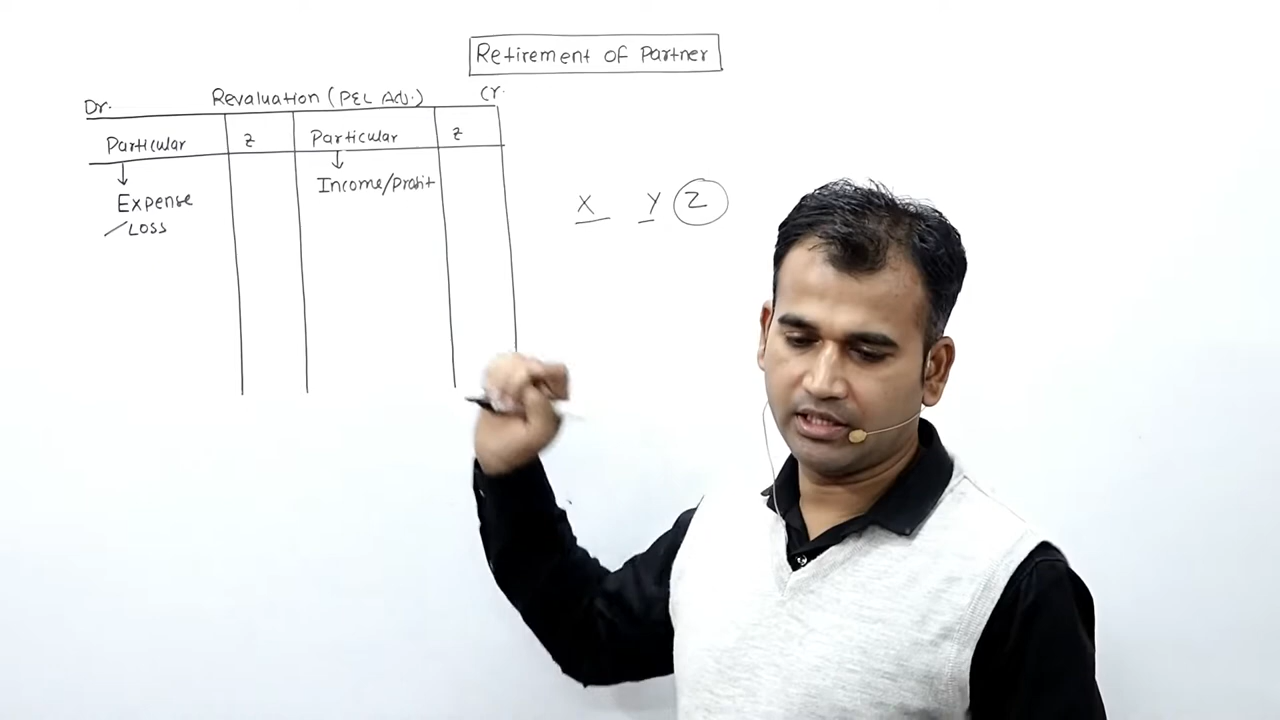 Retirement of Partner
Dr. Revaluation (P&L Adj.) Cr.
Particular ₹ Particular ₹
Expense
/Loss
Income/Profit
X Y Z